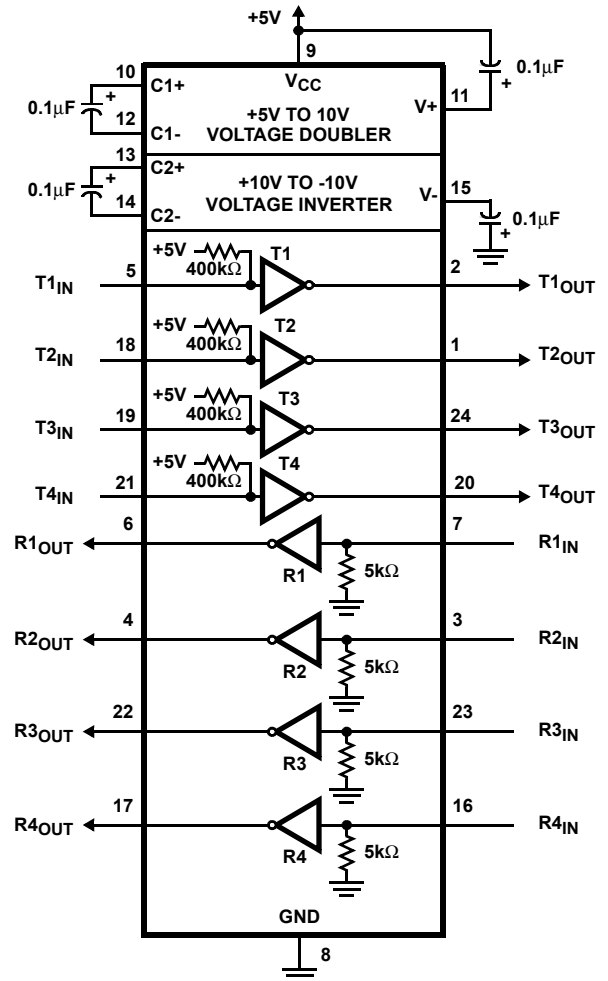 +5V
9
10
C1+
0.1µF
+
12
C1-
VCC
+5V TO 10V
VOLTAGE DOUBLER
V+
11
+
0.1µF
13
C2+
0.1µF
+
14
C2-
+10V TO -10V
VOLTAGE INVERTER
V-
15
+
0.1µF
T1IN
5
+5V
400kΩ
T1
2
T1OUT
T2IN
18
+5V
400kΩ
T2
1
T2OUT
T3IN
19
+5V
400kΩ
T3
24
T3OUT
T4IN
21
+5V
400kΩ
T4
20
T4OUT
R1OUT
6
R1
5kΩ
7
R1IN
R2OUT
4
R2
5kΩ
3
R2IN
R3OUT
22
R3
5kΩ
23
R3IN
R4OUT
17
R4
5kΩ
16
R4IN
GND
8